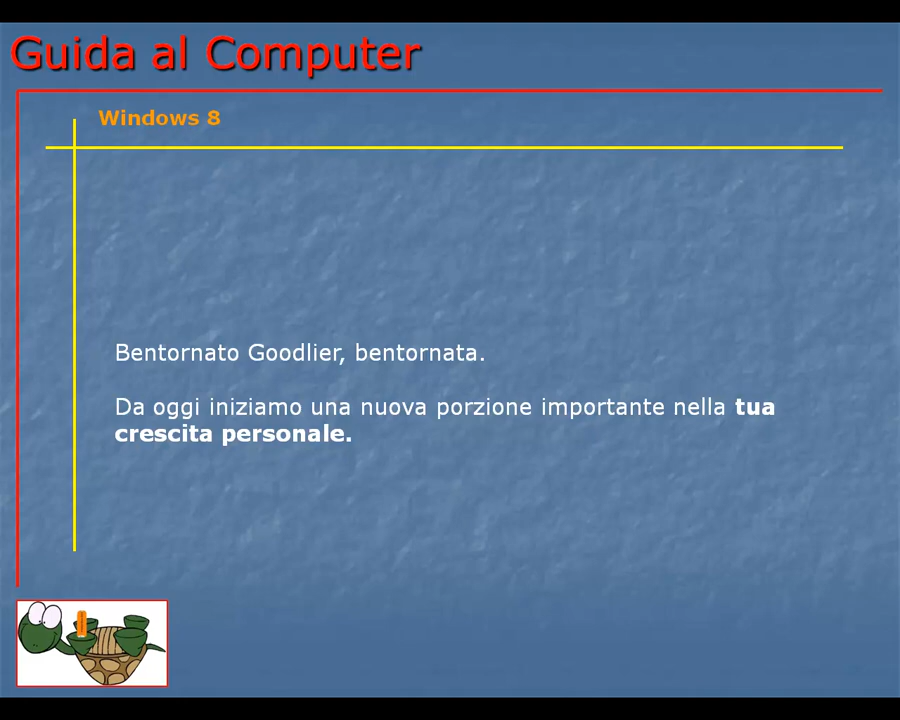 Guida al Computer
Windows 8
Bentornato Goodlier, bentornata.
Da oggi iniziamo una nuova porzione importante nella tua
crescita personale.